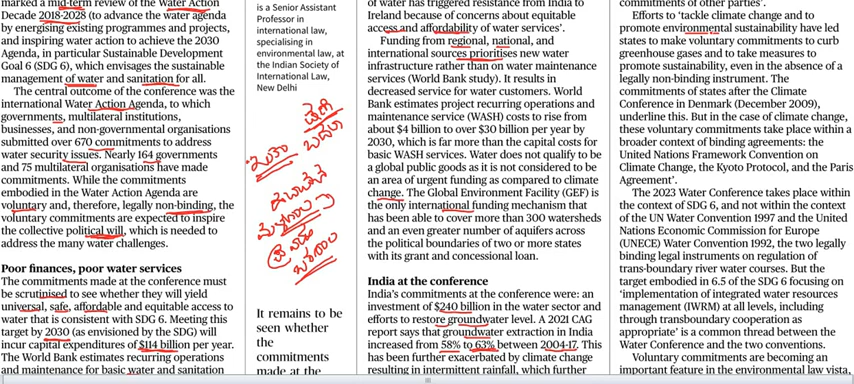 marked a mid-term review of the Water Action
Decade 2018-2028 (to advance the water agenda
by energising existing programmes and projects,
and inspiring water action to achieve the 2030
Agenda, in particular Sustainable Development
Goal 6 (SDG 6), which envisages the sustainable
management of water and sanitation for all.
The central outcome of the conference was the
international Water Action Agenda, to which
governments, multilateral institutions,
businesses, and non-governmental organisations
submitted over 670 commitments to address
water security issues. Nearly 164 governments
and 75 multilateral organisations have made
commitments. While the commitments
embodied in the Water Action Agenda are
voluntary and, therefore, legally non-binding, the
voluntary commitments are expected to inspire
the collective political will, which is needed to
address the many water challenges.
Poor finances, poor water services
The commitments made at the conference must
be scrutinised to see whether they will yield
universal, safe, affordable and equitable access to
water that is consistent with SDG 6. Meeting this
target by 2030 (as envisioned by the SDG) will
incur capital expenditures of $114 billion per year.
The World Bank estimates recurring operations
and maintenance for basic water and sanitation
is a Senior Assistant
Professor in
international law,
specialising in
environmental law, at
the Indian Society of
International Law,
New Delhi
2030
It remains to
be seen
whether
the
commitments
made at the
of water has triggered resistance from India to
Ireland because of concerns about equitable
access and affordability of water services'.
Funding from regional, national, and
international sources prioritises new water
infrastructure rather than on water maintenance
services (World Bank study). It results in
decreased service for water customers. World
Bank estimates project recurring operations and
maintenance service (WASH) costs to rise from
about $4 billion to over $30 billion per year by
2030, which is far more than the capital costs for
basic WASH services. Water does not qualify to be
a global public goods as it is not considered to be
an area of urgent funding as compared to climate
change. The Global Environment Facility (GEF) is
the only international funding mechanism that
has been able to cover more than 300 watersheds
and an even greater number of aquifers across
the political boundaries of two or more states
with its grant and concessional loan.
India at the conference
India's commitments at the conference were: an
investment of $240 billion in the water sector and
efforts to restore groundwater level. A 2021 CAG
report says that groundwater extraction in India
increased from 58% to 63% between 2004-17. This
has been further exacerbated by climate change
resulting in intermittent rainfall, which further
commitments of other parties'.
Efforts to 'tackle climate change and to
promote environmental sustainability have led
states to make voluntary commitments to curb
greenhouse gases and to take measures to
promote sustainability, even in the absence of a
legally non-binding instrument. The
commitments of states after the Climate
Conference in Denmark (December 2009),
underline this. But in the case of climate change,
these voluntary commitments take place within a
broader context of binding agreements: the
United Nations Framework Convention on
Climate Change, the Kyoto Protocol, and the Paris
Agreement'.
The 2023 Water Conference takes place within
the context of SDG 6, and not within the context
of the UN Water Convention 1997 and the United
Nations Economic Commission for Europe
(UNECE) Water Convention 1992, the two legally
binding legal instruments on regulation of
trans-boundary river water courses. But the
target embodied in 6.5 of the SDG 6 focusing on
'implementation of integrated water resources
management (IWRM) at all levels, including
through transboundary cooperation as
appropriate' is a common thread between the
Water Conference and the two conventions.
Voluntary commitments are becoming an
important feature in the environmental law vista,